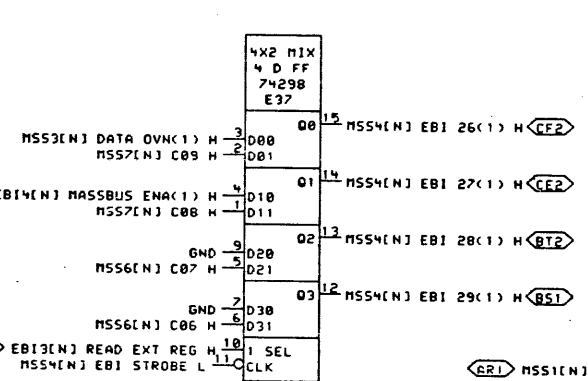 4X2 MIX
4 D FF
74298
E37
Q0 15 MSS4[N] EBI 26(1) H CF2
MSS3[N] DATA OVN(1) H 3 D00
MSS7[N] C09 H 2 D01
Q1 14 MSS4[N] EBI 27(1) H CE2
EBI4[N] MASSBUS ENA(1) H 4 D10
MSS7[N] C08 H 1 D11
Q2 13 MSS4[N] EBI 28(1) H BT2
GND 9 D20
MSS6[N] C07 H 5 D21
Q3 12 MSS4[N] EBI 29(1) H BS1
GND 7 D30
MSS6[N] C06 H 6 D31
EBI3[N] READ EXT REG H 10 1 SEL
MSS4[N] EBI STROBE L 11 CLK
AR1 MSS1[N]